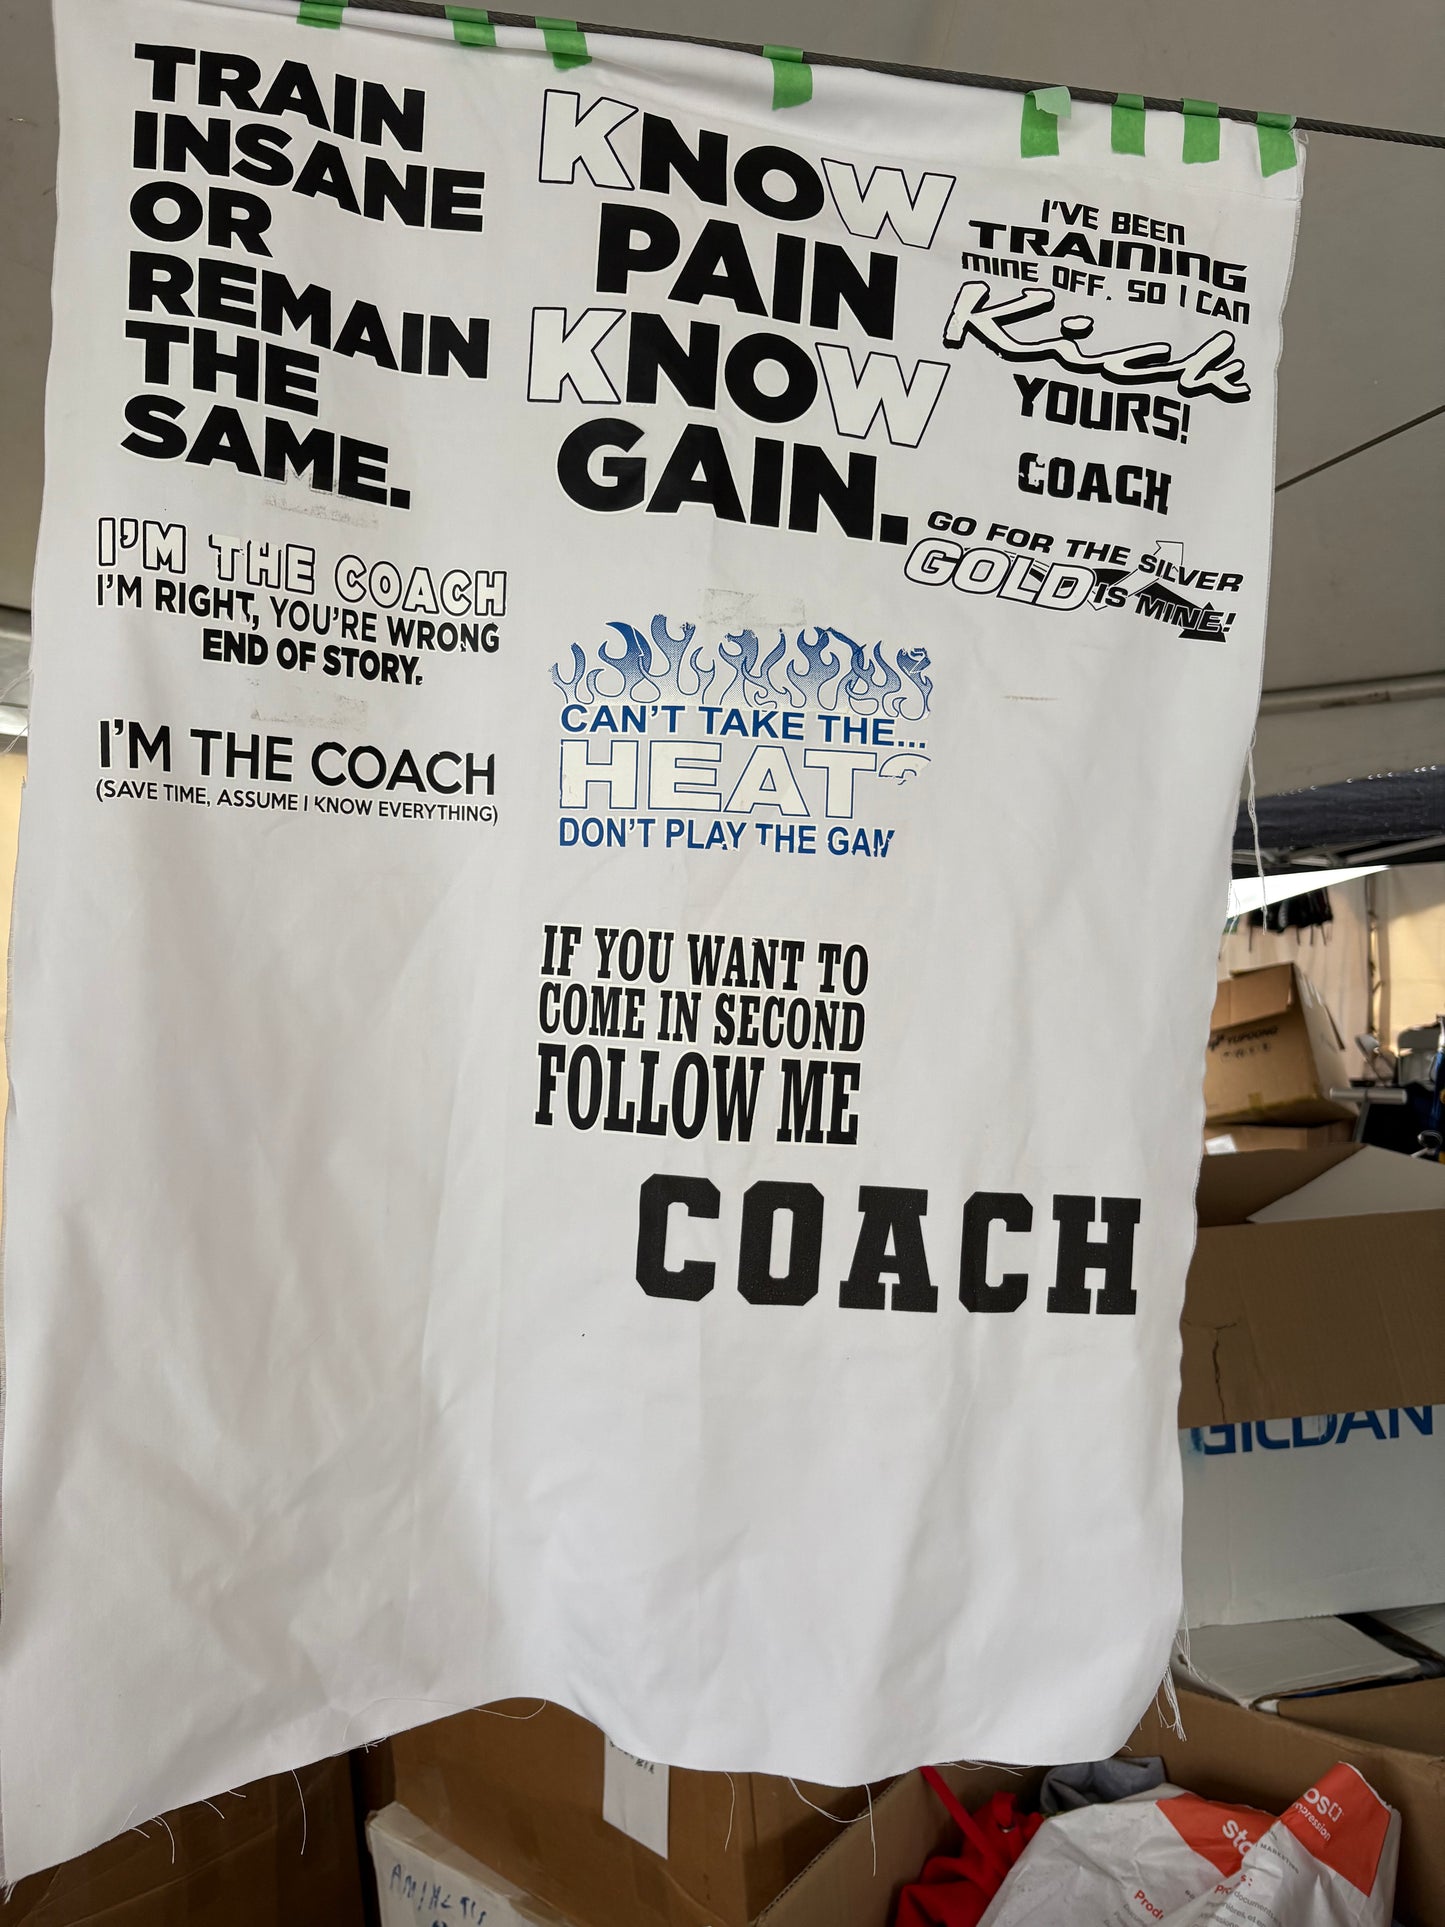 TRAIN
INSANE
OR
REMAIN
THE
SAME.
KNOW
PAIN
KNOW
GAIN.
I'VE BEEN
TRAINING
MINE OFF. SO I CAN
Kick
YOURS!
COACH
GO FOR THE SILVER
GOLD IS MINE!
I'M THE COACH
I'M RIGHT, YOU'RE WRONG
END OF STORY.
I'M THE COACH
(SAVE TIME, ASSUME I KNOW EVERYTHING)
CAN'T TAKE THE...
HEAT?
DON'T PLAY THE GAM
IF YOU WANT TO
COME IN SECOND
FOLLOW ME
COACH
YUPOONG
GILDAN